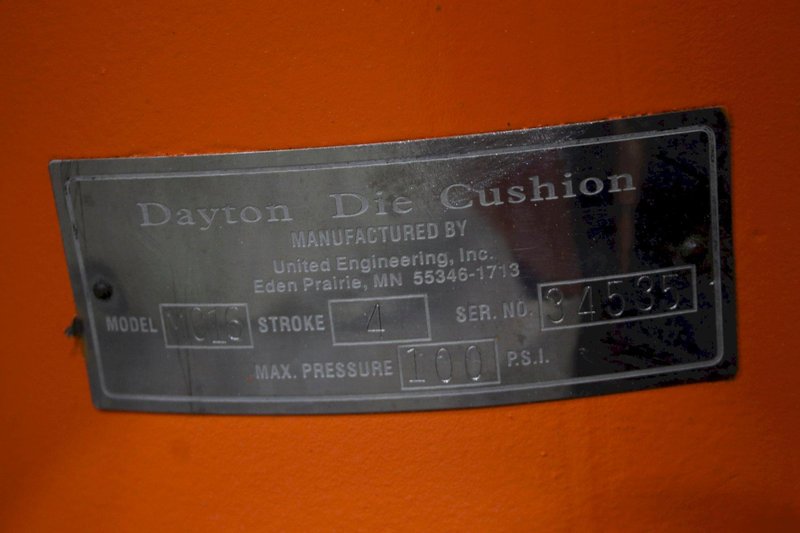 Dayton Die Cushion
MANUFACTURED BY
United Engineering, Inc.
Eden Prairie, MN 55346-1713
MODEL MC16 STROKE 4 SER. NO. 34535
MAX. PRESSURE 100 P.S.I.